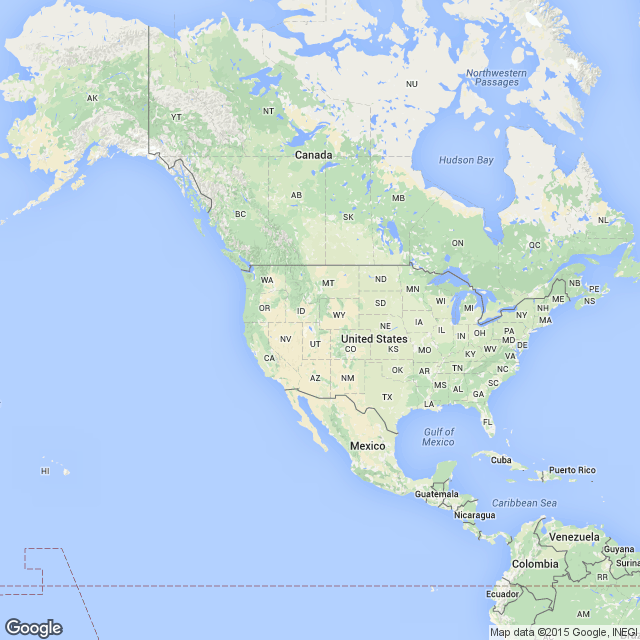 Northwestern
Passages
NU
AK
YT
NT
Hudson Bay
Canada
AB
MB
SK
BC
NL
ON
QC
WA
MT
ND
MN
NB
PE
NS
ME
OR
ID
SD
WI
MI
NH
NY
MA
WY
NE
IA
IL
IN
OH
PA
MD
DE
NV
UT
CO
United States
KS
MO
KY
WV
VA
CA
AZ
NM
OK
AR
TN
NC
SC
MS
AL
GA
TX
LA
FL
Gulf of
Mexico
Mexico
Cuba
Puerto Rico
HI
Guatemala
Caribbean Sea
Nicaragua
Venezuela
Guyana
Colombia
Surin
RR
Ecuador
AM
Google
Map data ©2015 Google, INEGI